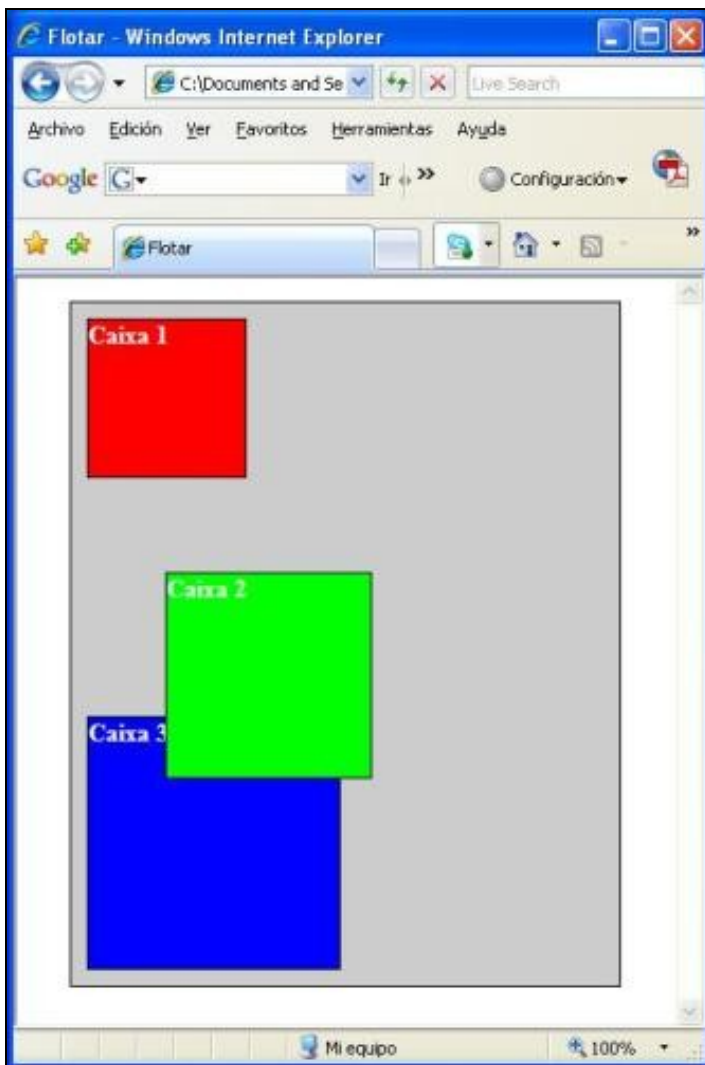 Flotar - Windows Internet Explorer
C:\Documents and Se Live Search
Archivo Edición Ver Favoritos Herramientas Ayuda
Google G Ir » Configuración
Flotar »
Caixa 1
Caixa 2
Caixa 3
Mi equipo 100%